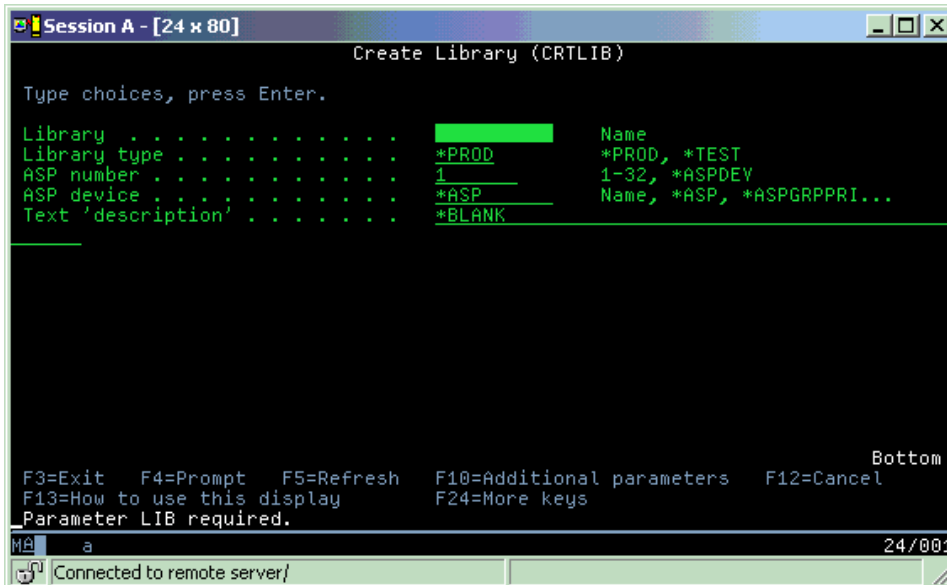 Session A - [24 x 80]
Create Library (CRTLIB)
Type choices, press Enter.
Library . . . . . . . . . . . . Name
Library type . . . . . . . . . . *PROD *PROD, *TEST
ASP number . . . . . . . . . . . 1 1-32, *ASPDEV
ASP device . . . . . . . . . . . *ASP Name, *ASP, *ASPGRPPRI...
Text 'description' . . . . . . . *BLANK
Bottom
F3=Exit F4=Prompt F5=Refresh F10=Additional parameters F12=Cancel
F13=How to use this display F24=More keys
Parameter LIB required.
MA a 24/001
Connected to remote server/